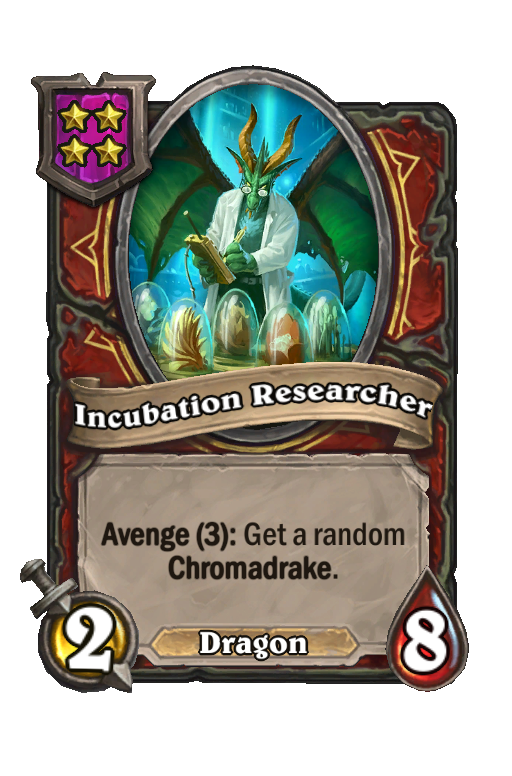 Incubation Researcher
Avenge (3): Get a random
Chromadrake.
2
Dragon
8